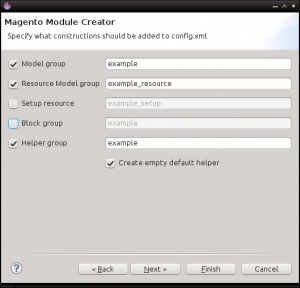 Magento Module Creator
Specify what constructions should be added to config.xml
Model group example
Resource Model group example_resource
Setup resource example_setup
Block group example
Helper group example
Create empty default helper
< Back Next > Finish Cancel